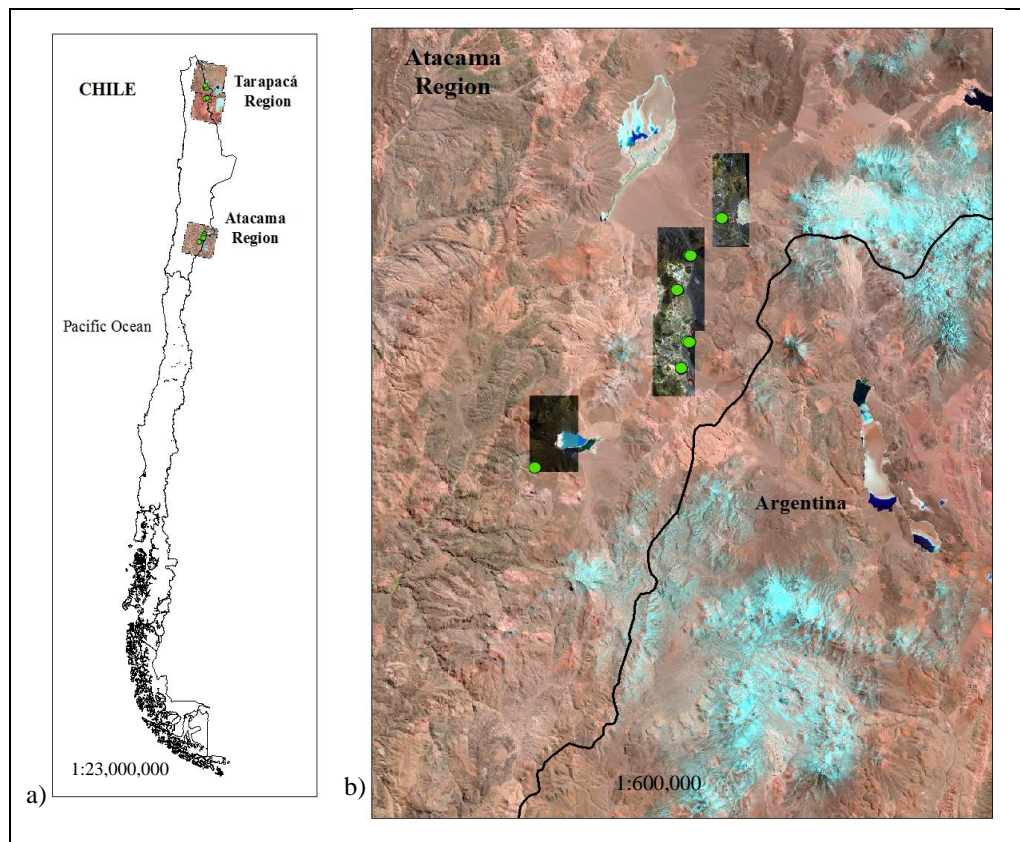 CHILE
Tarapacá
Region
Atacama
Region
Pacific Ocean
1:23,000,000
a)
Atacama
Region
Argentina
1:600,000
b)